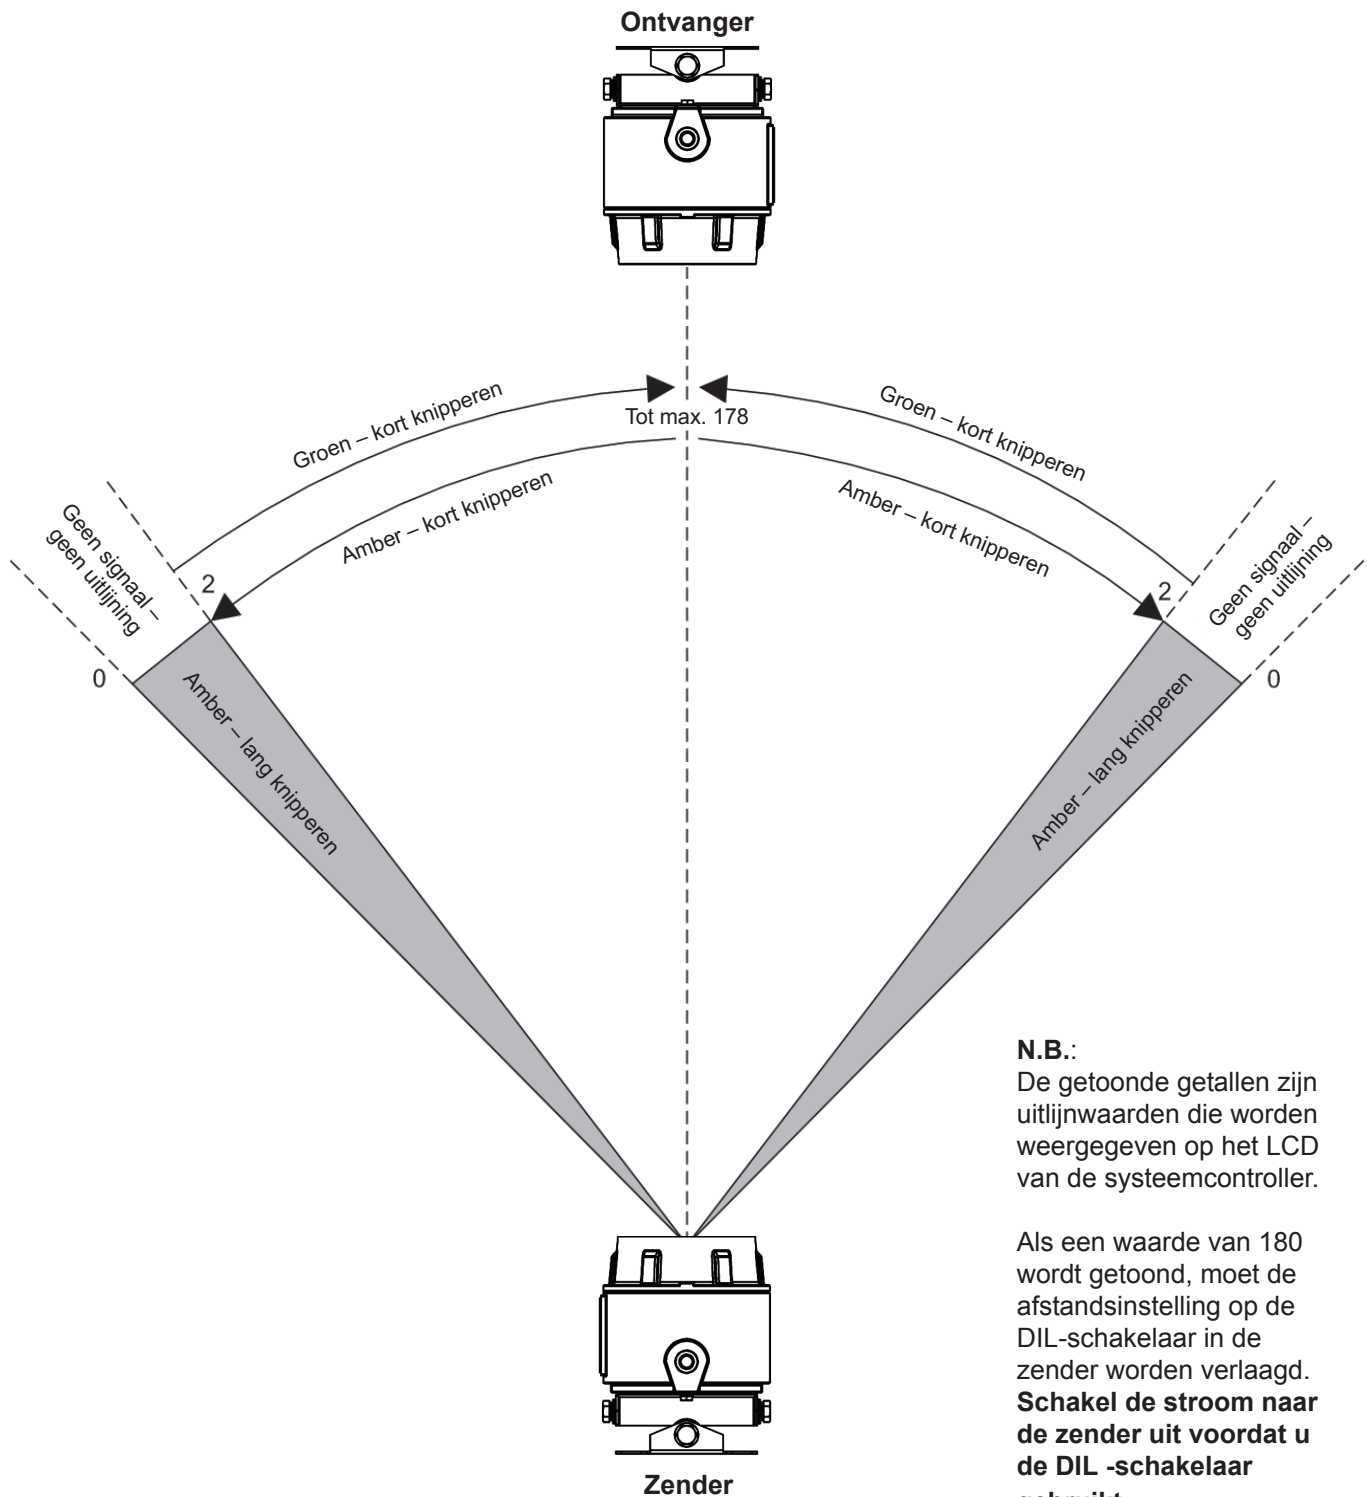 Ontvanger
Groen – kort knipperen
Groen – kort knipperen
Tot max. 178
Amber – kort knipperen
Amber – kort knipperen
Geen signaal –
geen uitlijning
Geen signaal –
geen uitlijning
2
2
0
0
Amber – lang knipperen
Amber – lang knipperen
N.B.:
De getoonde getallen zijn
uitlijnwaarden die worden
weergegeven op het LCD
van de systeemcontroller.
Als een waarde van 180
wordt getoond, moet de
afstandsinstelling op de
DIL-schakelaar in de
zender worden verlaagd.
Schakel de stroom naar
de zender uit voordat u
de DIL -schakelaar
Zender